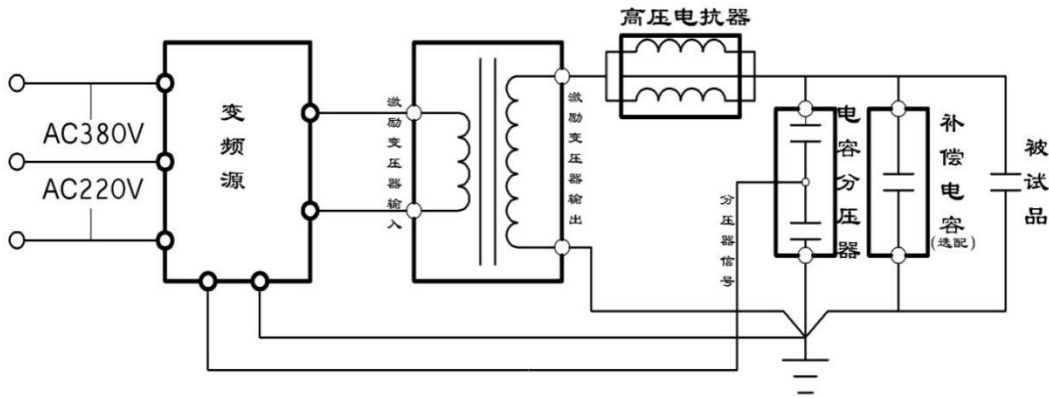 高压电抗器
AC380V
AC220V
变频源
激励变压器输入
激励变压器输出
分压器信号
电容分压器
补偿电容
(选配)
被试品